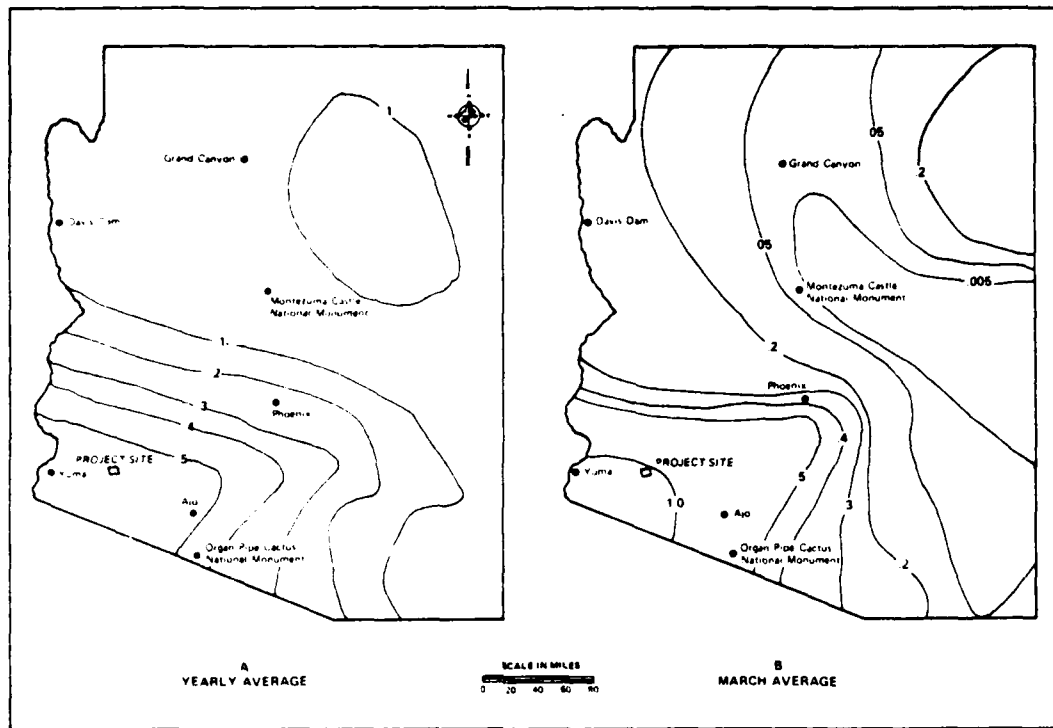 1
Grand Canyon
Davis Dam
Montezuma Castle
National Monument
1.
2
Phoenix
3
4
5
PROJECT SITE
Yuma
Ajo
Organ Pipe Cactus
National Monument
A
YEARLY AVERAGE
SCALE IN MILES
0 20 40 60 80
.05
Grand Canyon
.2
Davis Dam
.05
.005
Montezuma Castle
National Monument
.2
Phoenix
.4
PROJECT SITE
.5
Yuma
1 0
.3
Ajo
Organ Pipe Cactus
National Monument
.2
B
MARCH AVERAGE